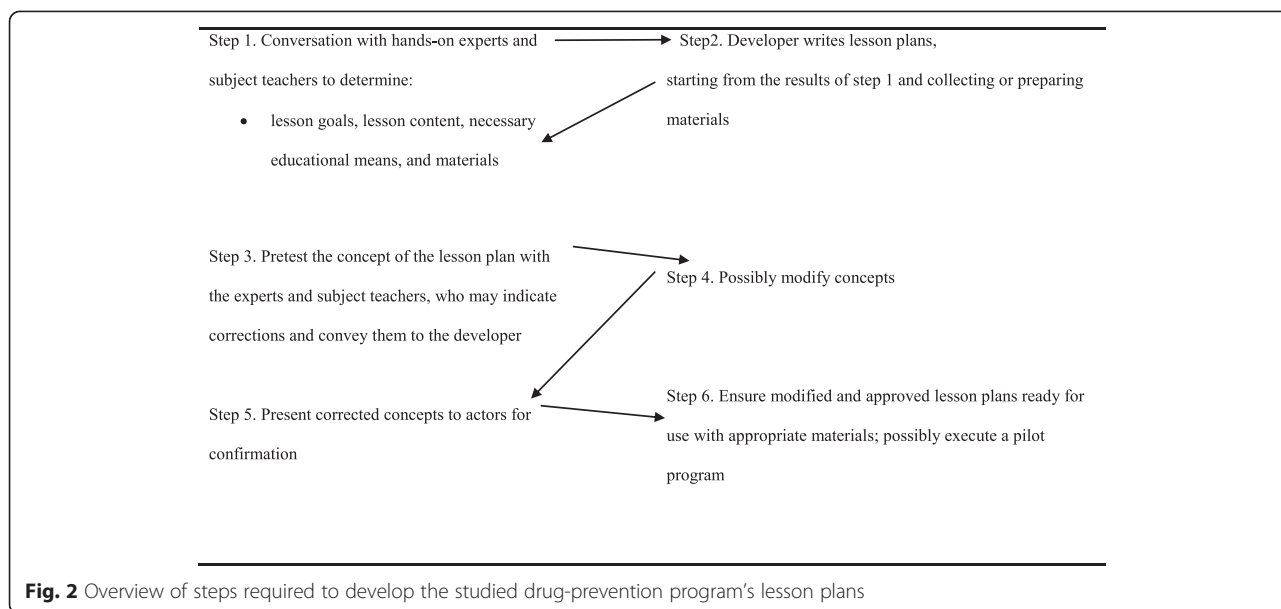 Step 1. Conversation with hands-on experts and
subject teachers to determine:
• lesson goals, lesson content, necessary
educational means, and materials
Step2. Developer writes lesson plans,
starting from the results of step 1 and collecting or preparing
materials
Step 3. Pretest the concept of the lesson plan with
the experts and subject teachers, who may indicate
corrections and convey them to the developer
Step 4. Possibly modify concepts
Step 5. Present corrected concepts to actors for
confirmation
Step 6. Ensure modified and approved lesson plans ready for
use with appropriate materials; possibly execute a pilot
program
Fig. 2 Overview of steps required to develop the studied drug-prevention program's lesson plans